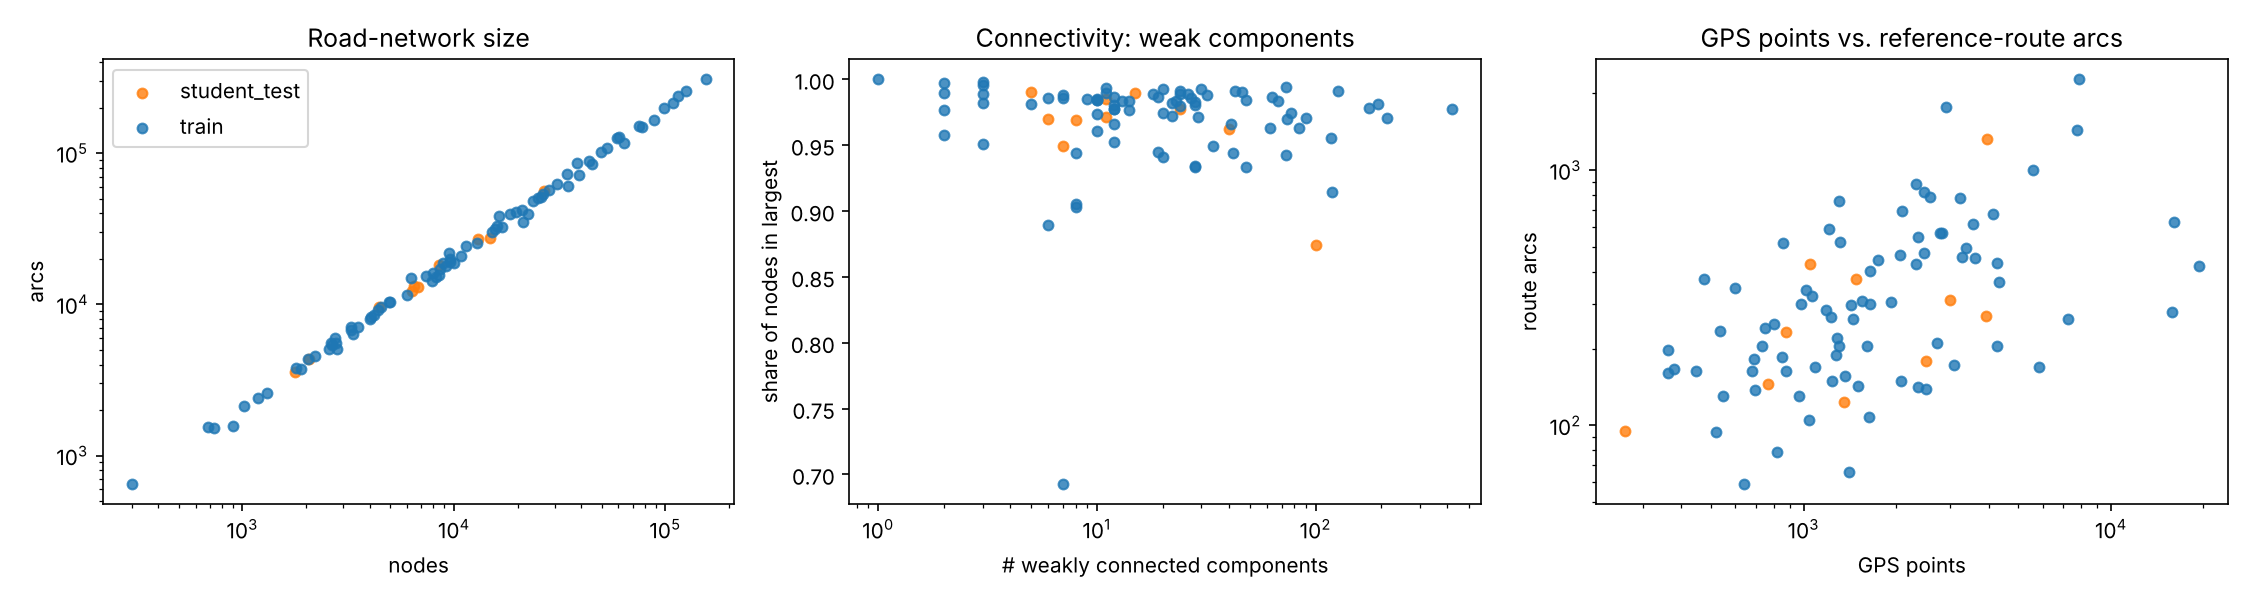 Road-network size
student_test
train
10^5
10^4
10^3
arcs
10^3 10^4 10^5
nodes
Connectivity: weak components
1.00
0.95
0.90
0.85
0.80
0.75
0.70
share of nodes in largest
10^0 10^1 10^2
# weakly connected components
GPS points vs. reference-route arcs
10^3
10^2
route arcs
10^3 10^4
GPS points